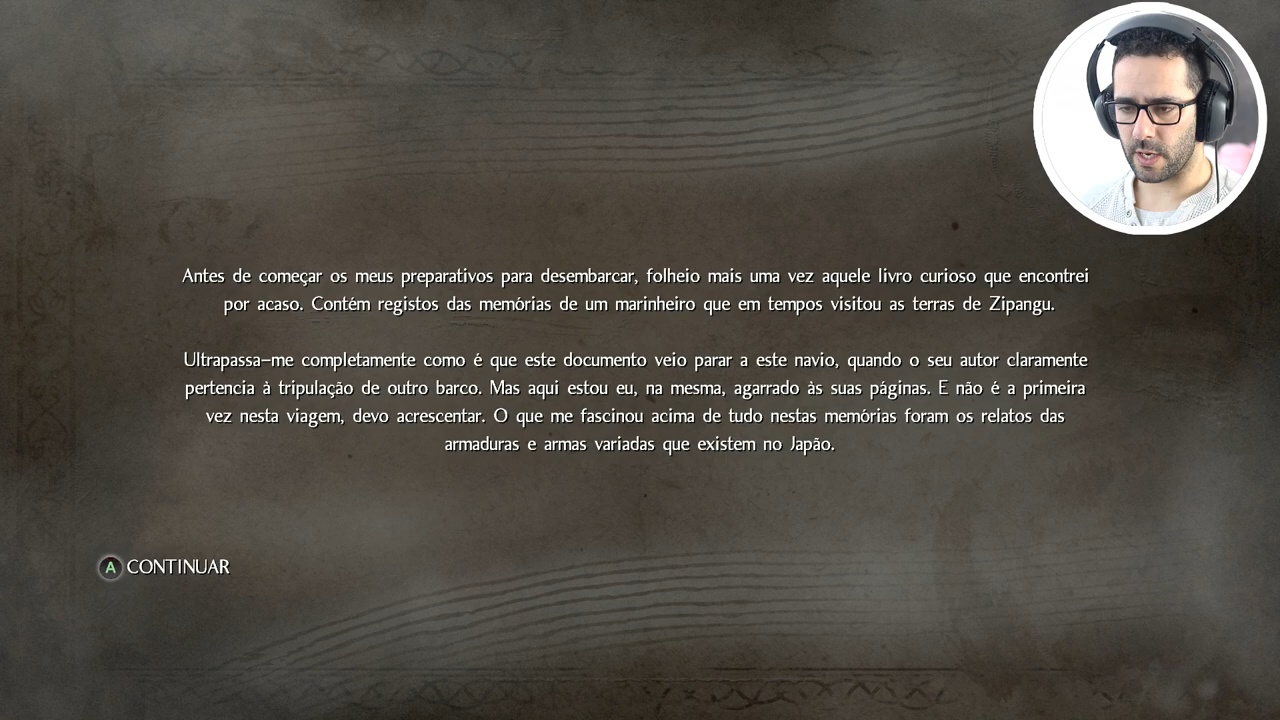 Antes de começar os meus preparativos para desembarcar, folheio mais uma vez aquele livro curioso que encontrei
por acaso. Contém registos das memórias de um marinheiro que em tempos visitou as terras de Zipangu.
Ultrapassa-me completamente como é que este documento veio parar a este navio, quando o seu autor claramente
pertencia à tripulação de outro barco. Mas aqui estou eu, na mesma, agarrado às suas páginas. E não é a primeira
vez nesta viagem, devo acrescentar. O que me fascinou acima de tudo nestas memórias foram os relatos das
armaduras e armas variadas que existem no Japão.
A CONTINUAR